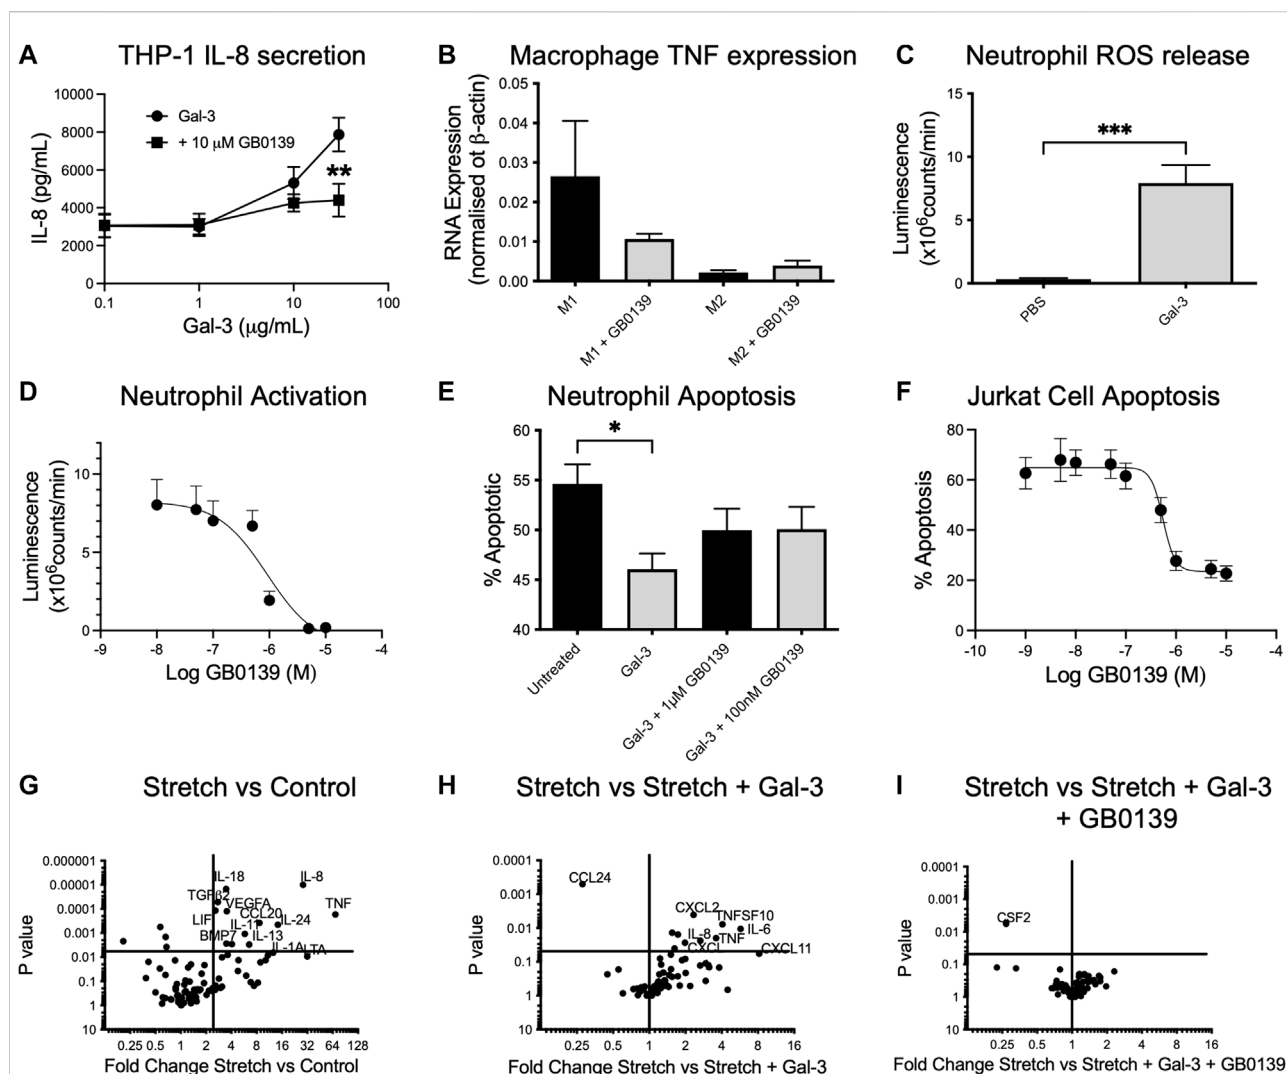 A THP-1 IL-8 secretion
10000
8000
6000
4000
2000
0
IL-8 (pg/mL)
Gal-3
+ 10 μM GB0139
**
0.1 1 10 100
Gal-3 (μg/mL)
B Macrophage TNF expression
0.05
0.04
0.03
0.02
0.01
0.00
RNA Expression
(normalised ot β-actin)
M1
M1 + GB0139
M2
M2 + GB0139
C Neutrophil ROS release
15
10
5
0
Luminescence
(x10⁶counts/min)
***
PBS
Gal-3
D Neutrophil Activation
10
5
0
Luminescence
(x10⁶counts/min)
-9 -8 -7 -6 -5 -4
Log GB0139 (M)
E Neutrophil Apoptosis
60
55
50
45
40
% Apoptotic
*
Untreated
Gal-3
Gal-3 + 1μM GB0139
Gal-3 + 100nM GB0139
F Jurkat Cell Apoptosis
80
60
40
20
0
% Apoptosis
-10 -9 -8 -7 -6 -5 -4
Log GB0139 (M)
G Stretch vs Control
0.000001
0.00001
0.0001
0.001
0.01
0.1
1
10
P value
IL-18
IL-8
TGFβ2
VEGFA
TNF
LIF
CCL20
IL-11
IL-24
BMP7
IL-13
IL-1A
LTA
0.25 0.5 1 2 4 8 16 32 64 128
Fold Change Stretch vs Control
H Stretch vs Stretch + Gal-3
0.0001
0.001
0.01
0.1
1
10
P value
CCL24
CXCL2
TNFSF10
IL-8
IL-6
TNF
CXCL
CXCL11
0.25 0.5 1 2 4 8 16
Fold Change Stretch vs Stretch + Gal-3
I Stretch vs Stretch + Gal-3
+ GB0139
0.0001
0.001
0.01
0.1
1
10
P value
CSF2
0.25 0.5 1 2 4 8 16
Fold Change Stretch vs Stretch + Gal-3 + GB0139